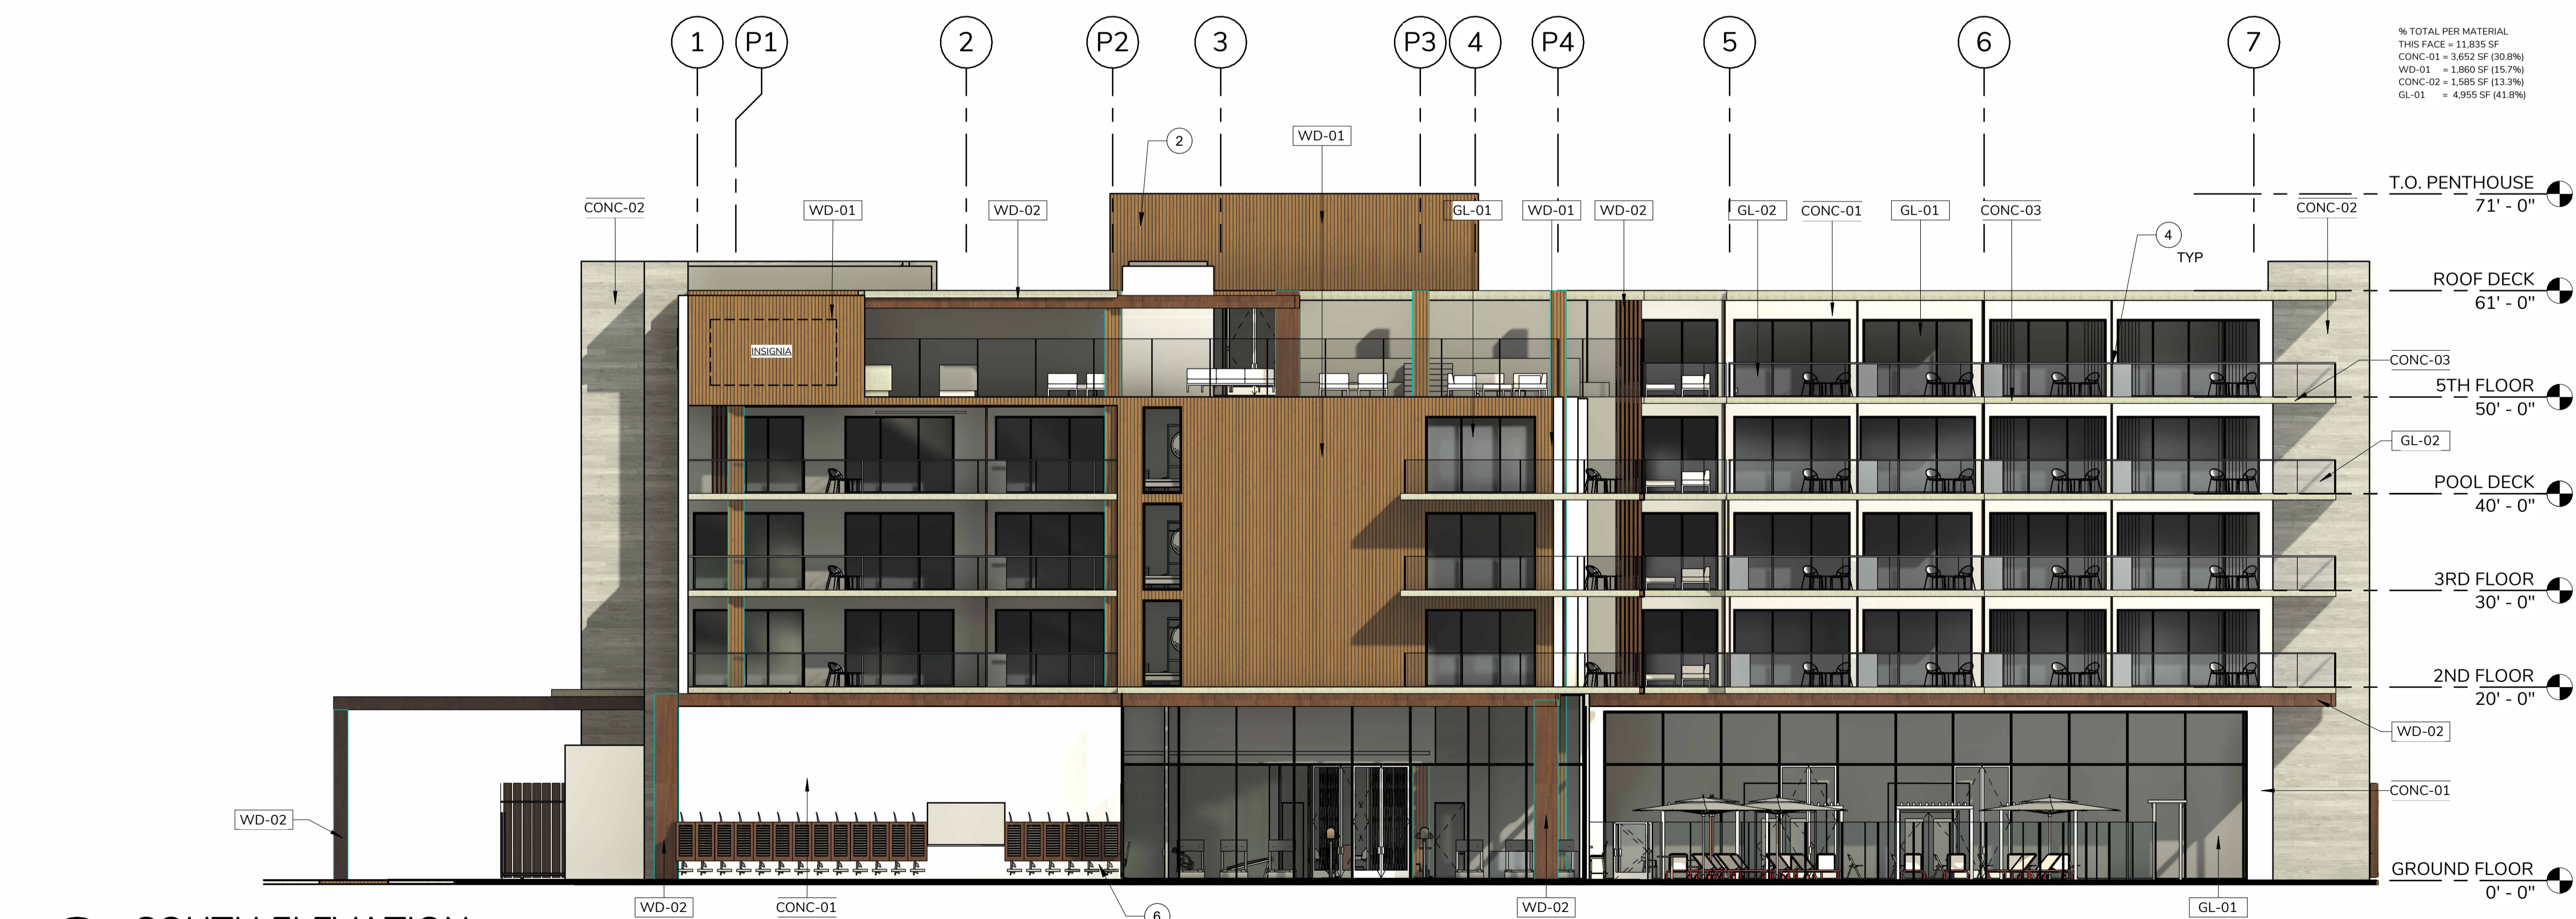 1 P1 2 P2 3 P3 4 P4 5 6 7
% TOTAL PER MATERIAL
THIS FACE = 11,835 SF
CONC-01 = 3,652 SF (30.8%)
WD-01 = 1,860 SF (15.7%)
CONC-02 = 1,585 SF (13.3%)
GL-01 = 4,955 SF (41.8%)
2
WD-01
T.O. PENTHOUSE
71' - 0"
CONC-02 WD-01 WD-02 GL-01 WD-01 WD-02 GL-02 CONC-01 GL-01 CONC-03 CONC-02
4
TYP
ROOF DECK
61' - 0"
INSIGNIA
CONC-03
5TH FLOOR
50' - 0"
GL-02
POOL DECK
40' - 0"
3RD FLOOR
30' - 0"
2ND FLOOR
20' - 0"
WD-02
CONC-01
WD-02
GROUND FLOOR
0' - 0"
WD-02 CONC-01 6 WD-02 GL-01
SOUTH ELEVATION